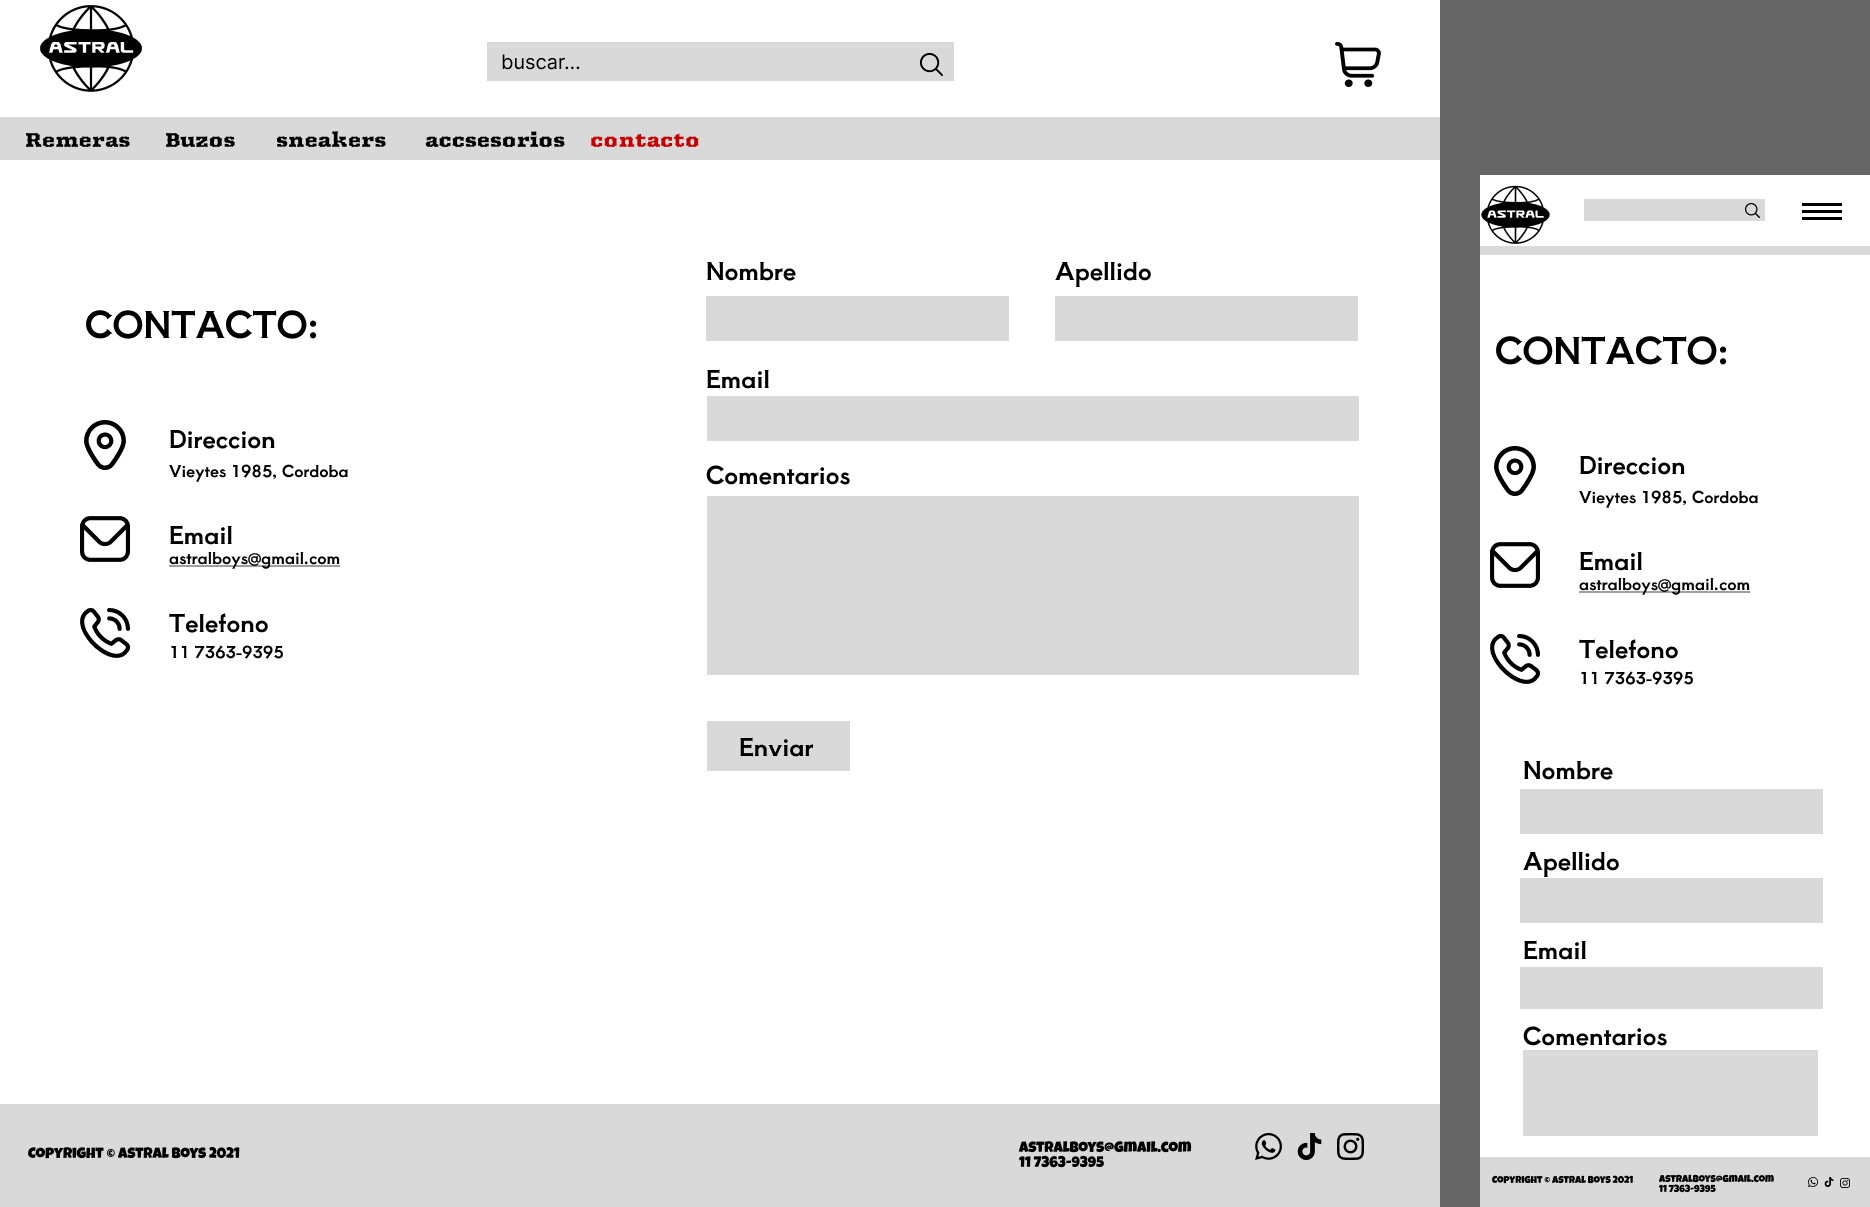 ASTRAL
buscar...
Remeras Buzos sneakers accsesorios contacto
CONTACTO:
Direccion
Vieytes 1985, Cordoba
Email
astralboys@gmail.com
Telefono
11 7363-9395
Nombre Apellido
Email
Comentarios
Enviar
COPYRIGHT © ASTRAL BOYS 2021
ASTRALBOYS@GMAIL.COM
11 7363-9395
ASTRAL
CONTACTO:
Direccion
Vieytes 1985, Cordoba
Email
astralboys@gmail.com
Telefono
11 7363-9395
Nombre
Apellido
Email
Comentarios
COPYRIGHT © ASTRAL BOYS 2021
ASTRALBOYS@GMAIL.COM
11 7363-9395